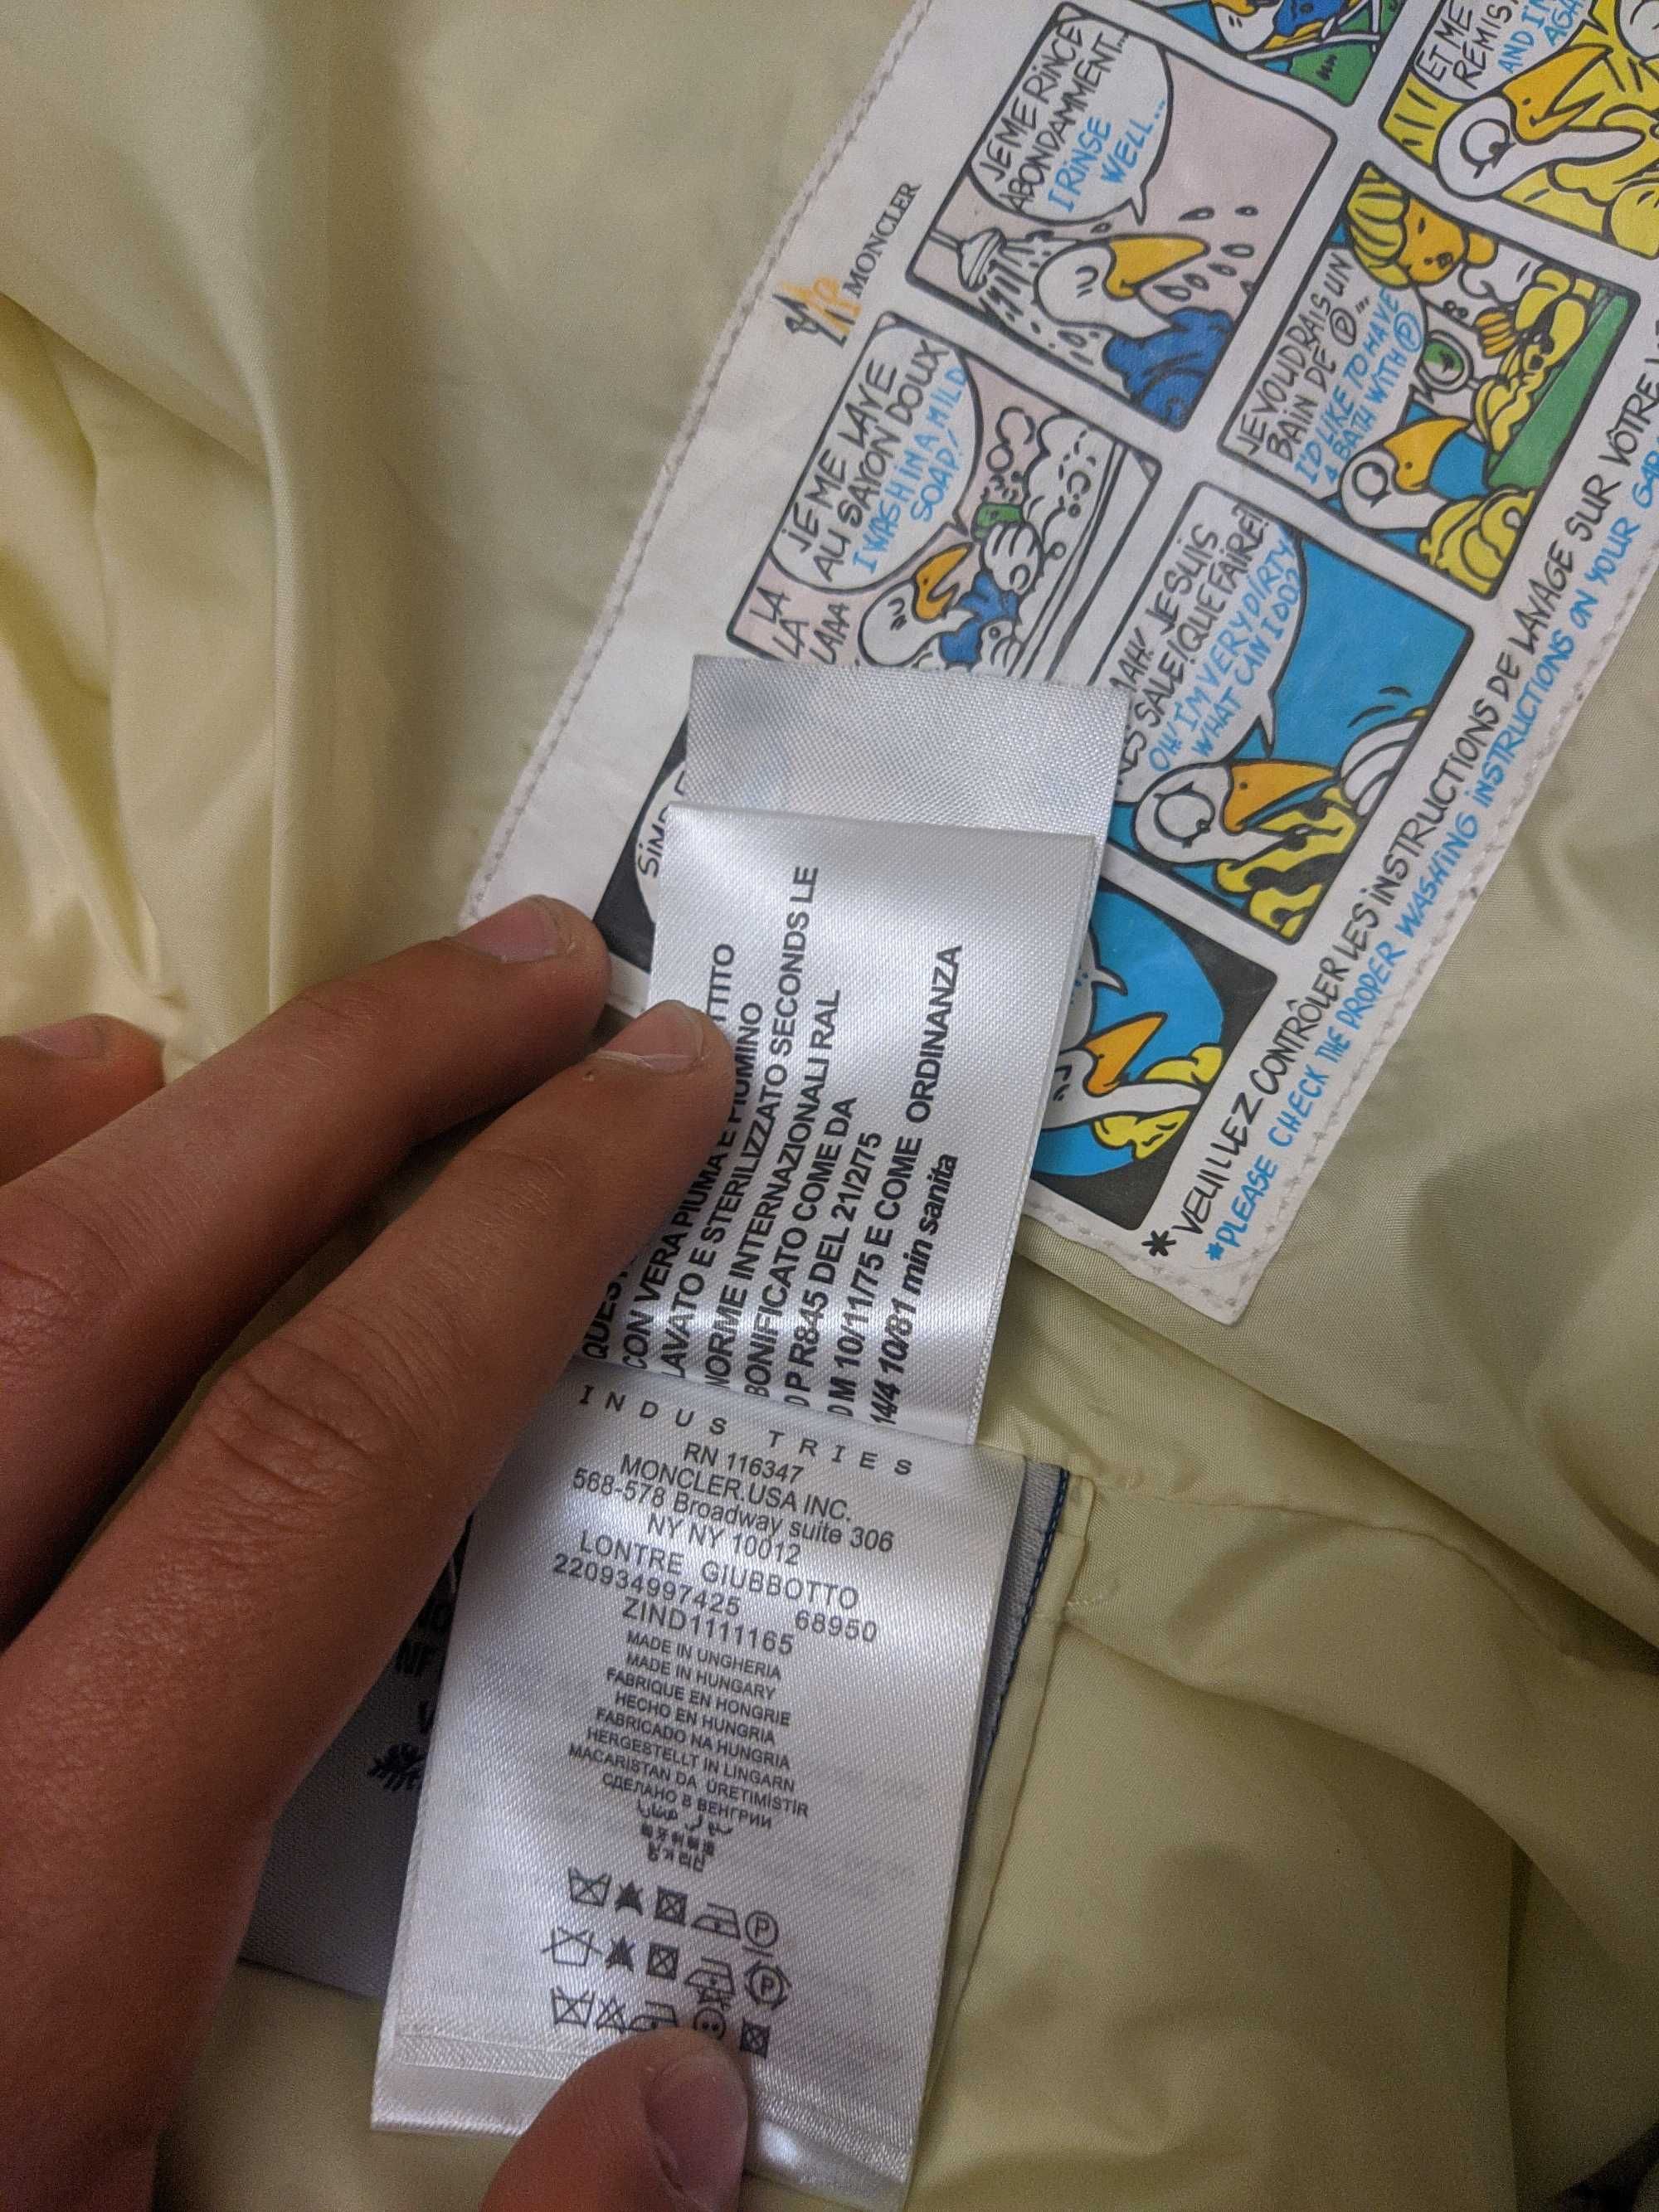 MONCLER
JE ME RINCE
ABONDAMMENT...
I RINSE
WELL...
ET ME
AND I'M
JE ME LAVE
AU SAVON DOUX
I WASH IN A MILD
SOAP!
LA
LA
LAAA
JE VOUDRAIS UN
BAIN DE Ⓟ...
I'D LIKE TO HAVE
A BATH WITH Ⓟ
AH! JE SUIS
SALE! QUE FAIRE?
OH! I'M VERY DIRTY
WHAT CAN I DO?
*VEUILLEZ CONTRÔLER LES INSTRUCTIONS DE LAVAGE SUR VÔTRE
*PLEASE CHECK THE PROPER WASHING INSTRUCTIONS ON YOUR
CON VERA PIUMA E PIUMINO
LAVATO E STERILIZZATO SECONDS LE
NORME INTERNAZIONALI RAL
BONIFICATO COME DA
D P R845 DEL 21/2/75
D M 10/11/75 E COME ORDINANZA
14/4 10/81 min sanita
INDUSTRIES
RN 116347
MONCLER.USA INC.
568-578 Broadway suite 306
NY NY 10012
LONTRE GIUBBOTTO
220934997425 68950
ZIND1111165
MADE IN UNGHERIA
MADE IN HUNGARY
FABRIQUE EN HONGRIE
HECHO EN HUNGRIA
FABRICADO NA HUNGRIA
HERGESTELLT IN LINGARN
MACARISTAN DA ÜRETIMISTIR
СДЕЛАНО В ВЕНГРИИ
P
P